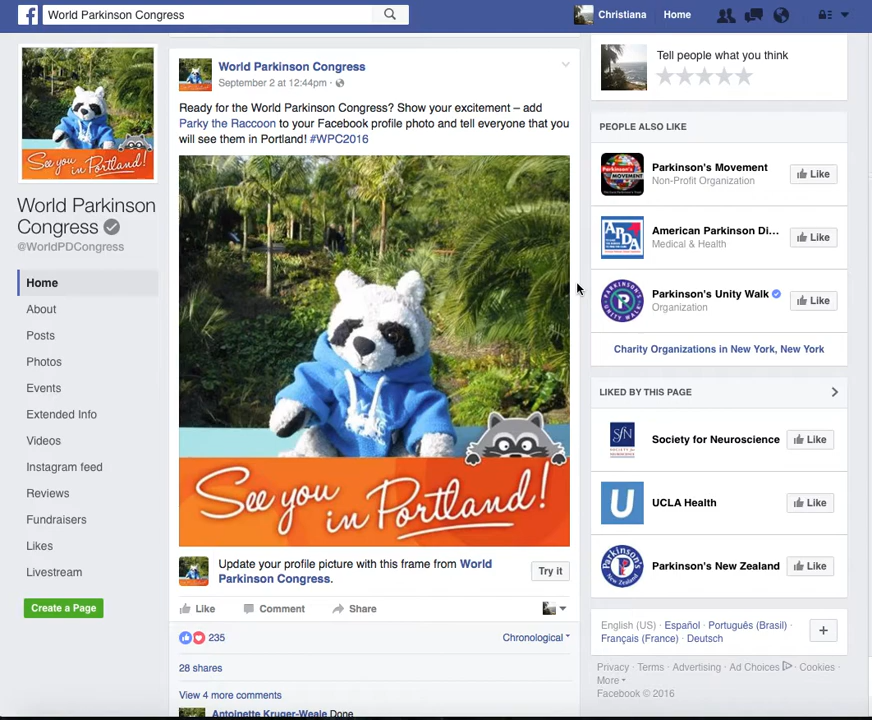 World Parkinson Congress
Christiana
Home
See you in Portland!
World Parkinson
Congress
@WorldPDCongress
Home
About
Posts
Photos
Events
Extended Info
Videos
Instagram feed
Reviews
Fundraisers
Likes
Livestream
Create a Page
World Parkinson Congress
September 2 at 12:44pm ·
Ready for the World Parkinson Congress? Show your excitement – add
Parky the Raccoon to your Facebook profile photo and tell everyone that you
will see them in Portland! #WPC2016
See you
in Portland!
Update your profile picture with this frame from World
Parkinson Congress.
Try it
Like Comment Share
235
Chronological
28 shares
View 4 more comments
Antoinette Kruger-Weale Done
Tell people what you think
PEOPLE ALSO LIKE
Parkinson's Movement
Non-Profit Organization
Like
American Parkinson Di...
Medical & Health
Like
Parkinson's Unity Walk
Organization
Like
Charity Organizations in New York, New York
LIKED BY THIS PAGE
SfN
Society for Neuroscience
Like
U
UCLA Health
Like
Parkinson's New Zealand
Like
English (US) · Español · Português (Brasil) ·
Français (France) · Deutsch
+
Privacy · Terms · Advertising · Ad Choices · Cookies ·
More
Facebook © 2016